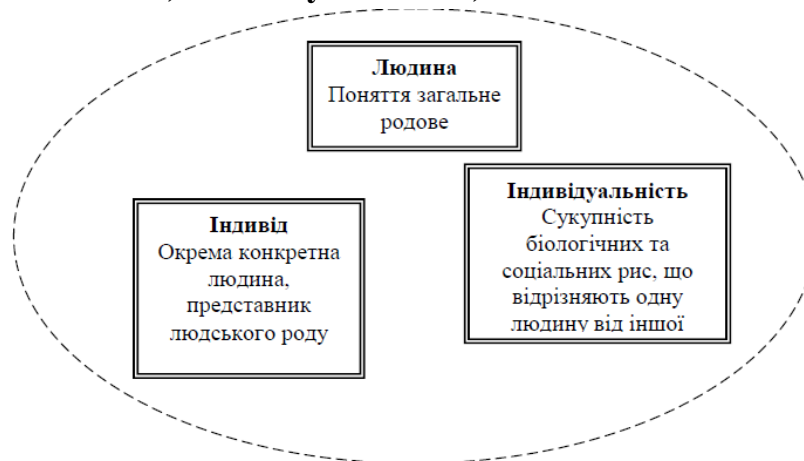 Людина
Поняття загальне
родове
Індивід
Окрема конкретна
людина,
представник
людського роду
Індивідуальність
Сукупність
біологічних та
соціальних рис, що
відрізняють одну
людину від іншої